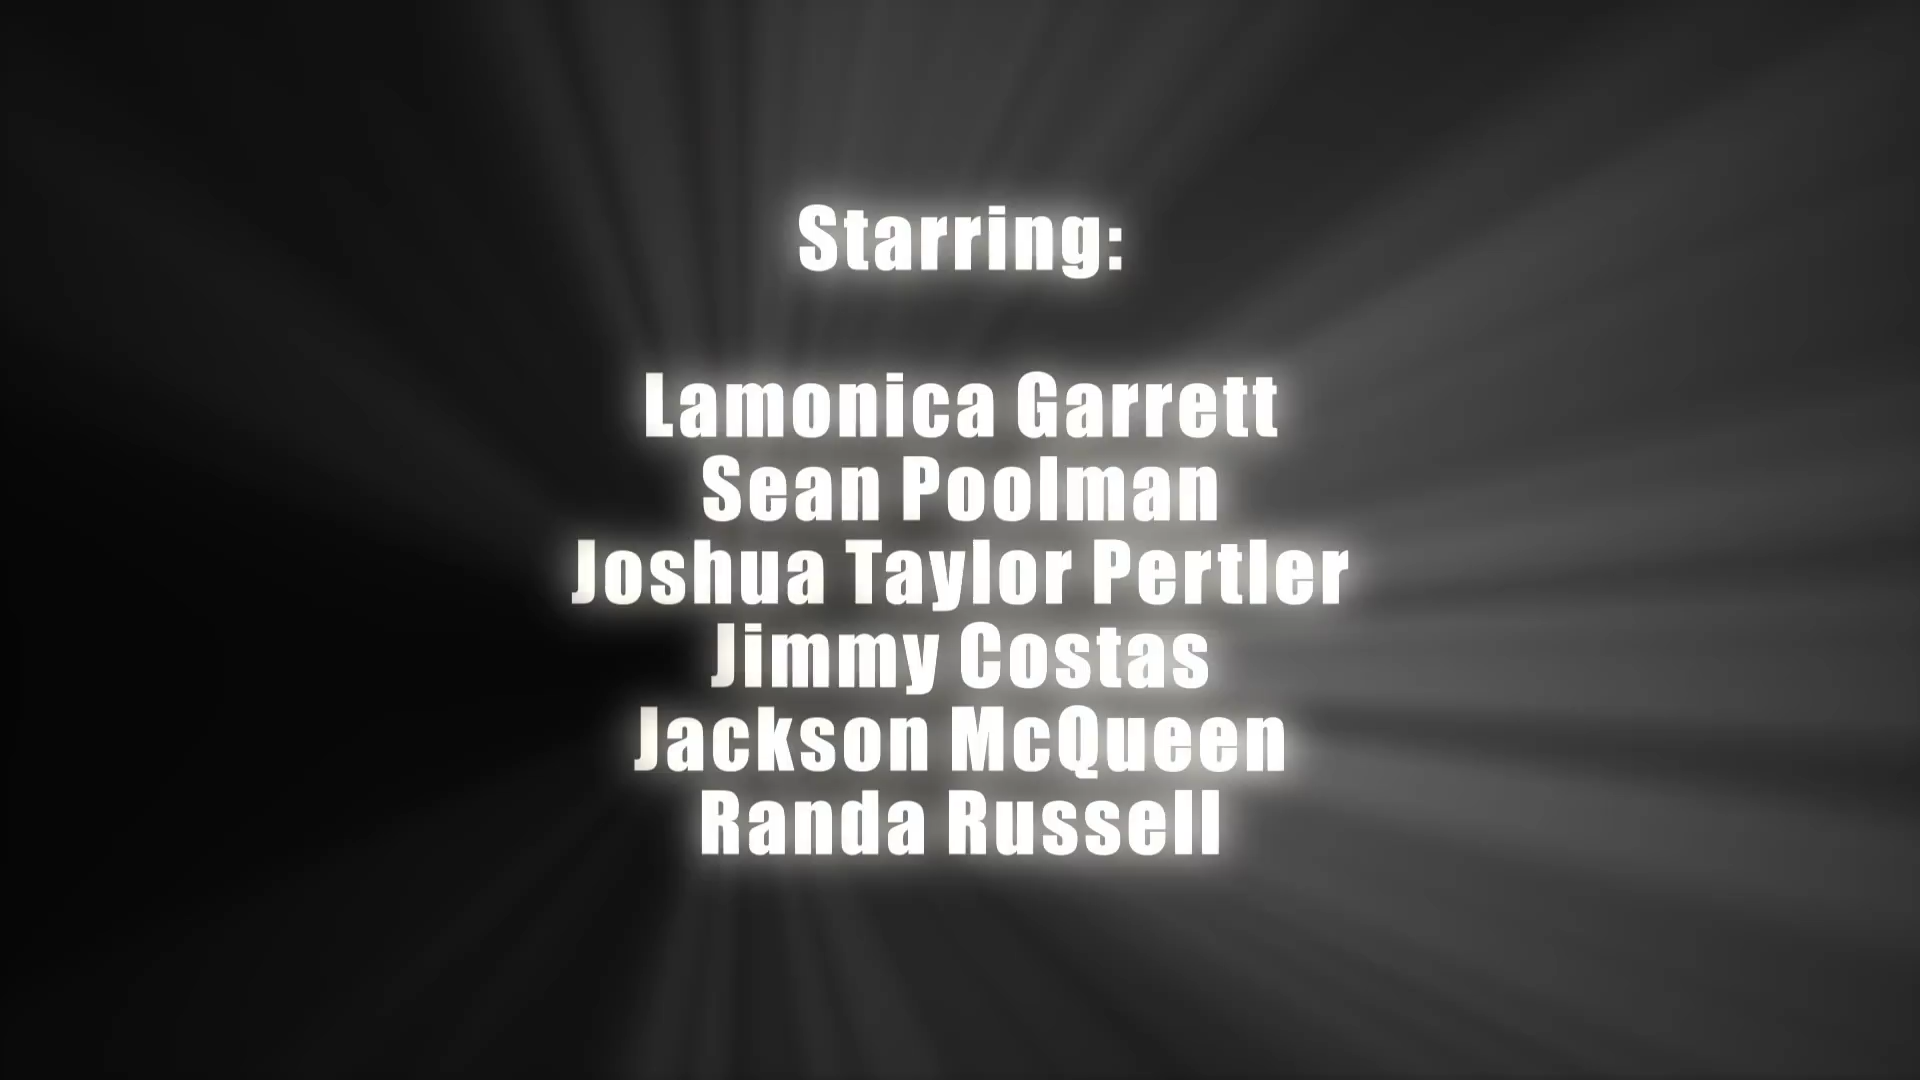 Starring:
Lamonica Garrett
Sean Poolman
Joshua Taylor Pertler
Jimmy Costas
Jackson McQueen
Randa Russell